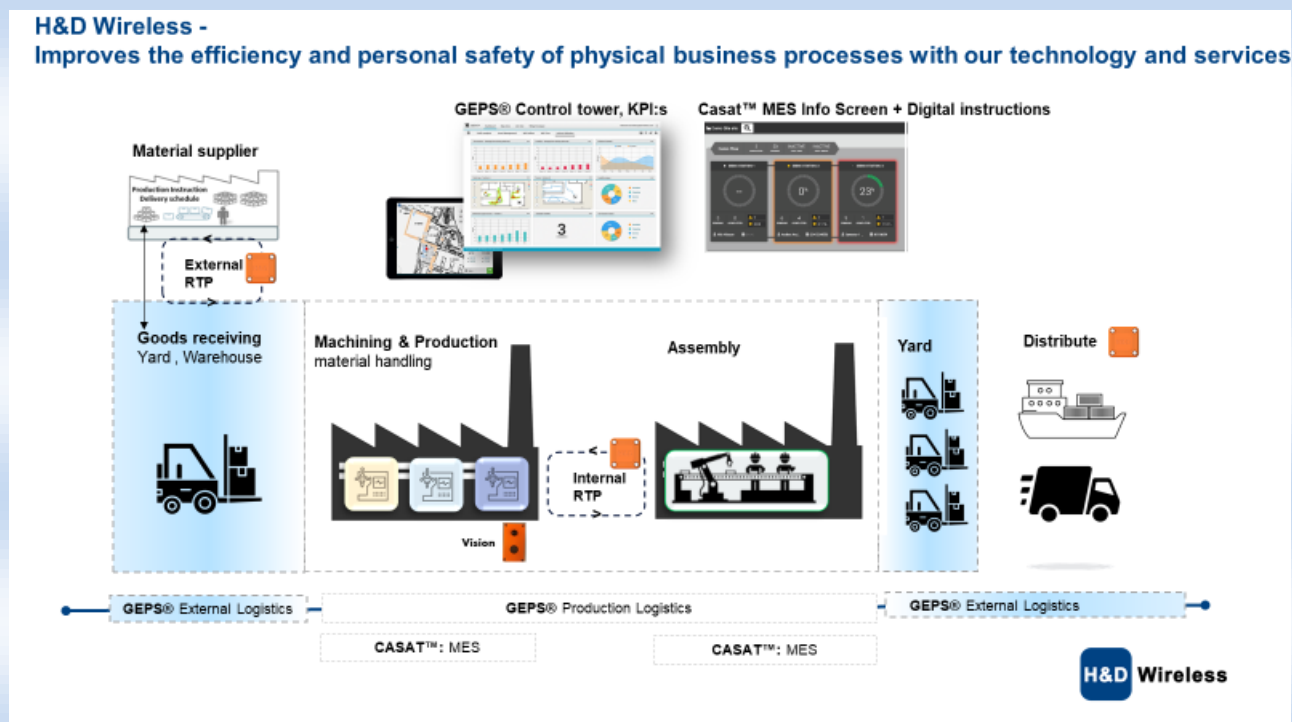 H&D Wireless -
Improves the efficiency and personal safety of physical business processes with our technology and services
GEPS® Control tower, KPI:s
Casat™ MES Info Screen + Digital instructions
Material supplier
Production Instruction
Delivery schedule
3
0%
23%
External
RTP
Goods receiving
Yard , Warehouse
Machining & Production
material handling
Assembly
Yard
Distribute
Internal
RTP
Vision
GEPS® External Logistics
GEPS® Production Logistics
GEPS® External Logistics
CASAT™: MES
CASAT™: MES
H&D Wireless